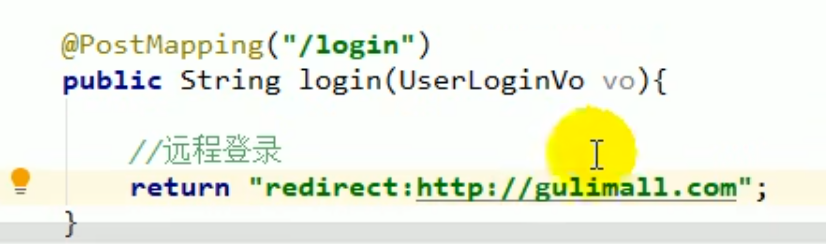 @PostMapping("/login")
public String login(UserLoginVo vo){
//远程登录
return "redirect:http://gulimall.com";
}